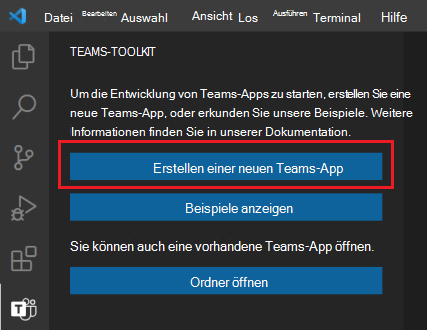 Datei Bearbeiten Auswahl Ansicht Los Ausführen Terminal Hilfe
TEAMS-TOOLKIT
Um die Entwicklung von Teams-Apps zu starten, erstellen Sie eine
neue Teams-App, oder erkunden Sie unsere Beispiele. Weitere
Informationen finden Sie in unserer Dokumentation.
Erstellen einer neuen Teams-App
Beispiele anzeigen
Sie können auch eine vorhandene Teams-App öffnen.
Ordner öffnen
T